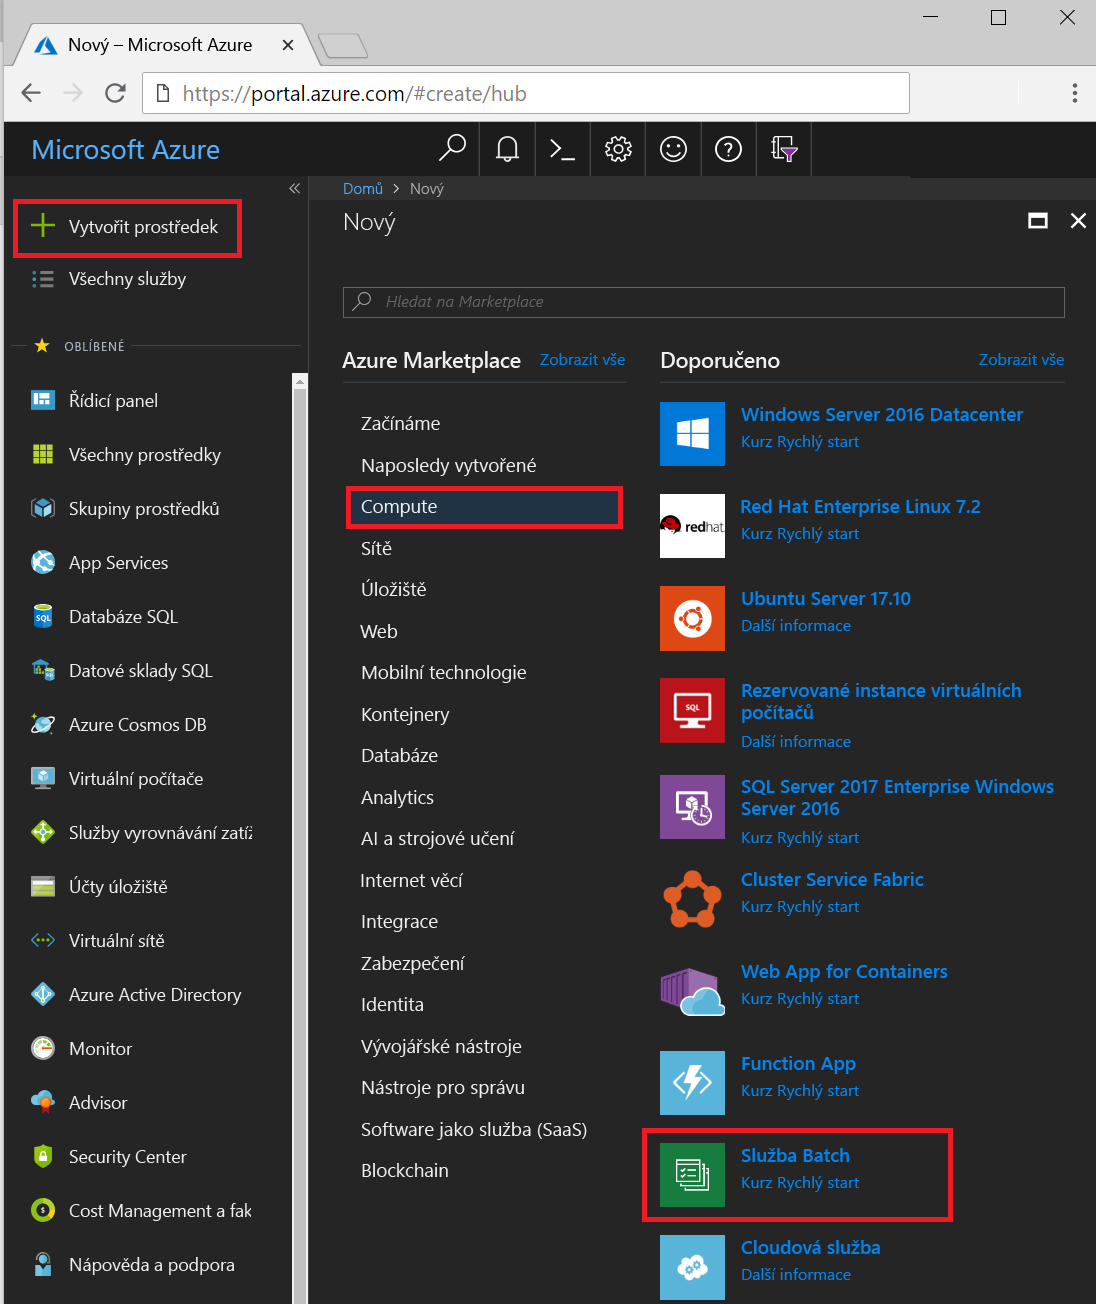 Nový – Microsoft Azure
https://portal.azure.com/#create/hub
Microsoft Azure
Domů > Nový
Nový
Vytvořit prostředek
Všechny služby
OBLÍBENÉ
Řídicí panel
Všechny prostředky
Skupiny prostředků
App Services
Databáze SQL
Datové sklady SQL
Azure Cosmos DB
Virtuální počítače
Služby vyrovnávání zatíž
Účty úložiště
Virtuální sítě
Azure Active Directory
Monitor
Advisor
Security Center
Cost Management a fak
Nápověda a podpora
Hledat na Marketplace
Azure Marketplace Zobrazit vše
Začínáme
Naposledy vytvořené
Compute
Sítě
Úložiště
Web
Mobilní technologie
Kontejnery
Databáze
Analytics
AI a strojové učení
Internet věcí
Integrace
Zabezpečení
Identita
Vývojářské nástroje
Nástroje pro správu
Software jako služba (SaaS)
Blockchain
Doporučeno Zobrazit vše
Windows Server 2016 Datacenter
Kurz Rychlý start
redhat
Red Hat Enterprise Linux 7.2
Kurz Rychlý start
Ubuntu Server 17.10
Další informace
SQL
Rezervované instance virtuálních
počítačů
Další informace
SQL Server 2017 Enterprise Windows
Server 2016
Kurz Rychlý start
Cluster Service Fabric
Kurz Rychlý start
Web App for Containers
Kurz Rychlý start
Function App
Kurz Rychlý start
Služba Batch
Kurz Rychlý start
Cloudová služba
Další informace